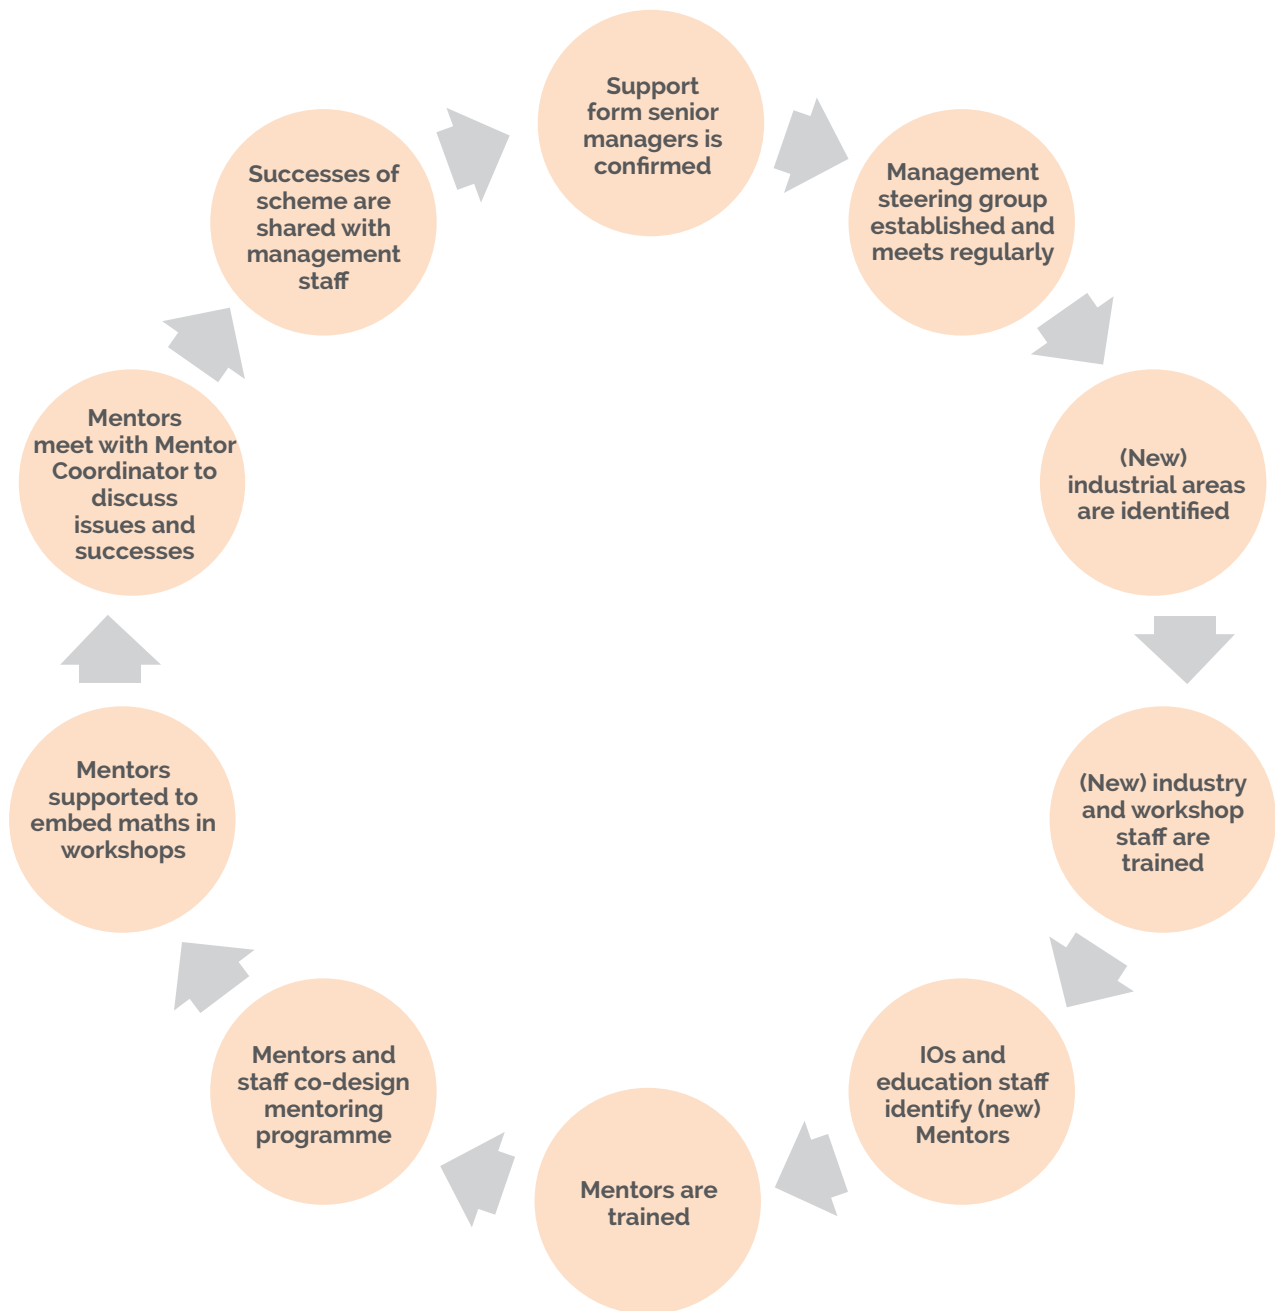 Support
form senior
managers is
confirmed
Management
steering group
established and
meets regularly
(New)
industrial areas
are identified
(New) industry
and workshop
staff are
trained
IOs and
education staff
identify (new)
Mentors
Mentors are
trained
Mentors and
staff co-design
mentoring
programme
Mentors
supported to
embed maths in
workshops
Mentors
meet with Mentor
Coordinator to
discuss
issues and
successes
Successes of
scheme are
shared with
management
staff